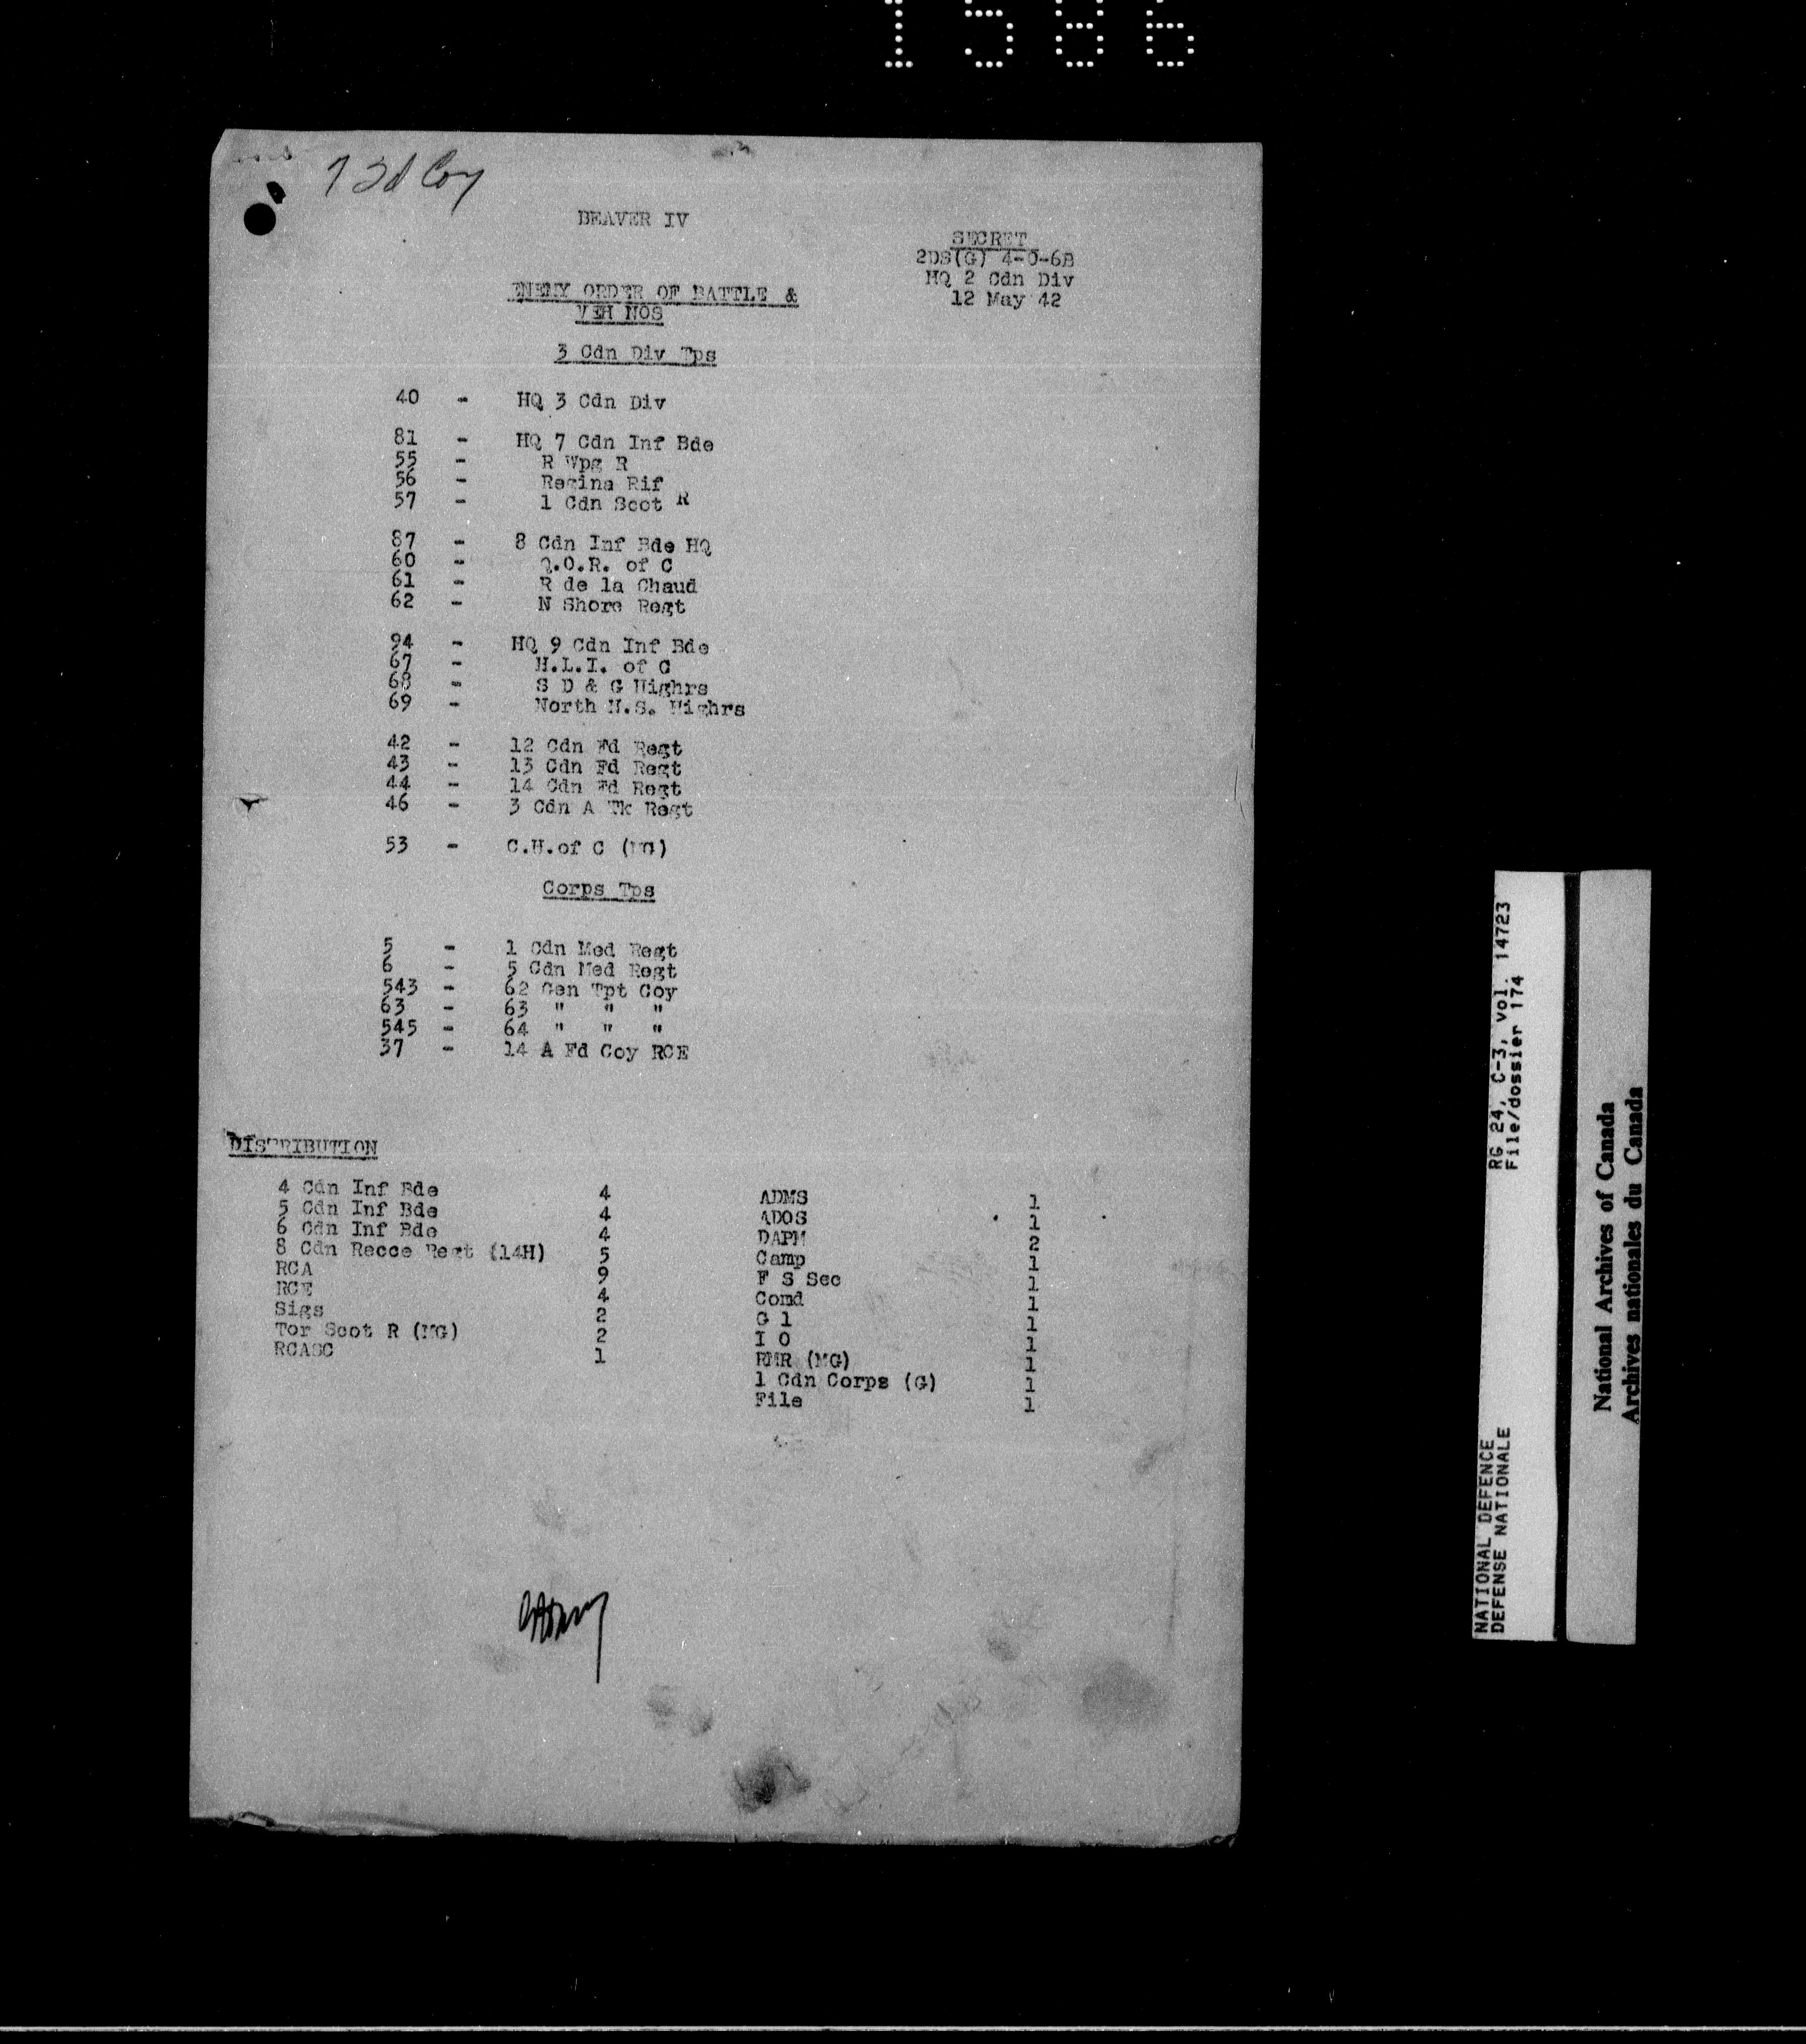 1586
7 Fd Coy
BEAVER IV
SECRET
2DS(G) 4-0-6B
HQ 2 Cdn Div
12 May 42
ENEMY ORDER OF BATTLE &
VEH NOS
3 Cdn Div Tps
40 - HQ 3 Cdn Div
81 - HQ 7 Cdn Inf Bde
55 - R Wpg R
56 - Regina Rif
57 - 1 Cdn Scot R
87 - 8 Cdn Inf Bde HQ
60 - Q.O.R. of C
61 - R de la Chaud
62 - N Shore Regt
94 - HQ 9 Cdn Inf Bde
67 - H.L.I. of C
68 - S D & G Highrs
69 - North N.S. Highrs
42 - 12 Cdn Fd Regt
43 - 13 Cdn Fd Regt
44 - 14 Cdn Fd Regt
46 - 3 Cdn A Tk Regt
53 - C.H.of C (MG)
Corps Tps
5 - 1 Cdn Med Regt
6 - 5 Cdn Med Regt
543 - 62 Gen Tpt Coy
63 - 63 " " "
545 - 64 " " "
37 - 14 A Fd Coy RCE
DISTRIBUTION
4 Cdn Inf Bde 4 ADMS 1
5 Cdn Inf Bde 4 ADOS 1
6 Cdn Inf Bde 4 DAPM 2
8 Cdn Recce Regt (14H) 5 Camp 1
RCA 9 F S Sec 1
RCE 4 Comd 1
Sigs 2 G 1 1
Tor Scot R (MG) 2 I O 1
RCASC 1 RMR (MG) 1
1 Cdn Corps (G) 1
File 1
NATIONAL DEFENCE RG 24, C-3, vol. 14723
DEFENSE NATIONALE File/dossier 174
National Archives of Canada
Archives nationales du Canada